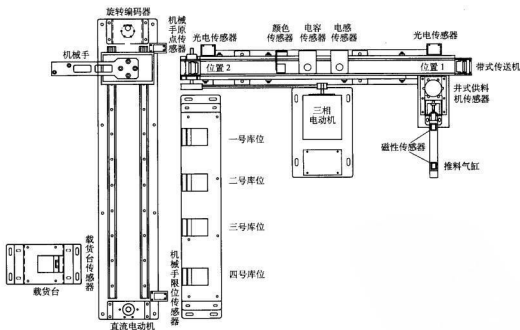 旋转编码器
机械
手原
点传
感器
机械手
光电传感器
颜色
传感器
电容
传感器
电感
传感器
光电传感器
位置 2
位置 1
带式传送机
井式供料
机传感器
三相
电动机
磁性传感器
推料气缸
一号库位
二号库位
三号库位
四号库位
载货台传感器
载货台
机械手限位传感器
直流电动机